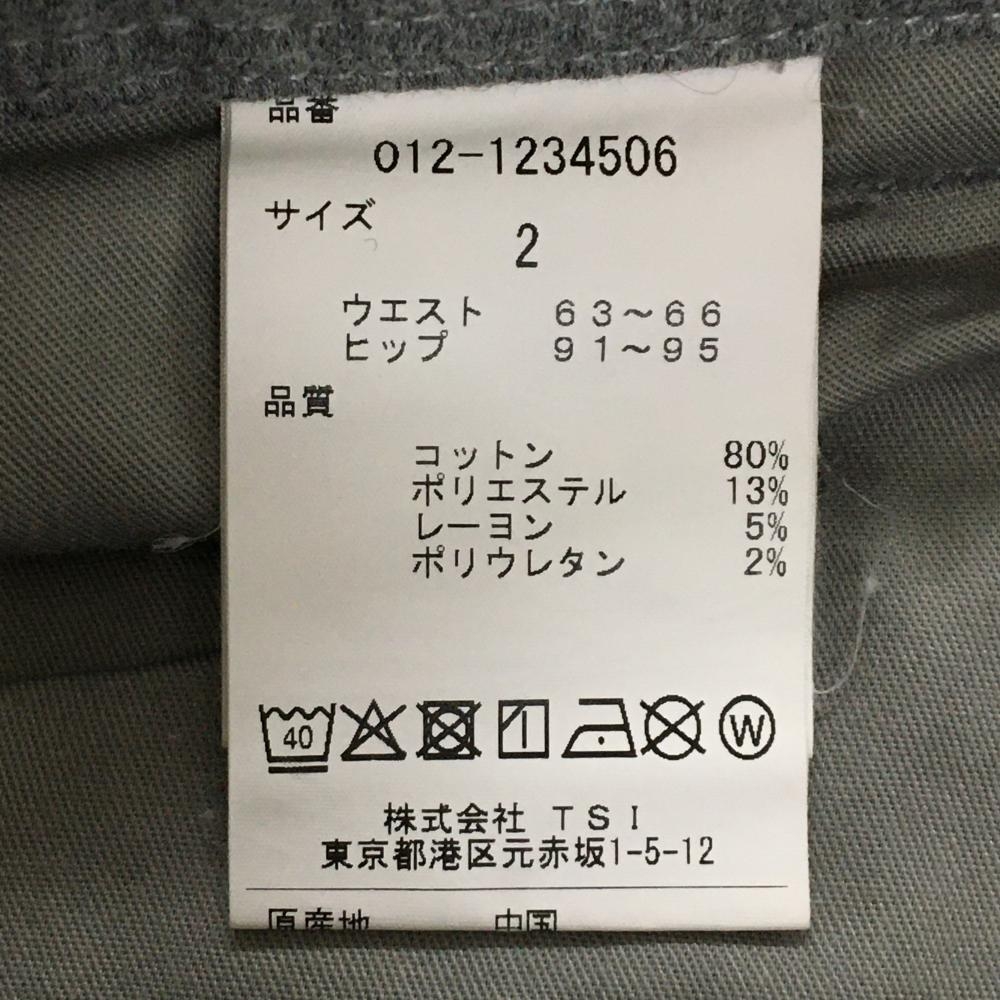 品番
012-1234506
サイズ
2
ウエスト 63~66
ヒップ 91~95
品質
コットン 80%
ポリエステル 13%
レーヨン 5%
ポリウレタン 2%
40 W
株式会社 TSI
東京都港区元赤坂1-5-12
原産地 中国